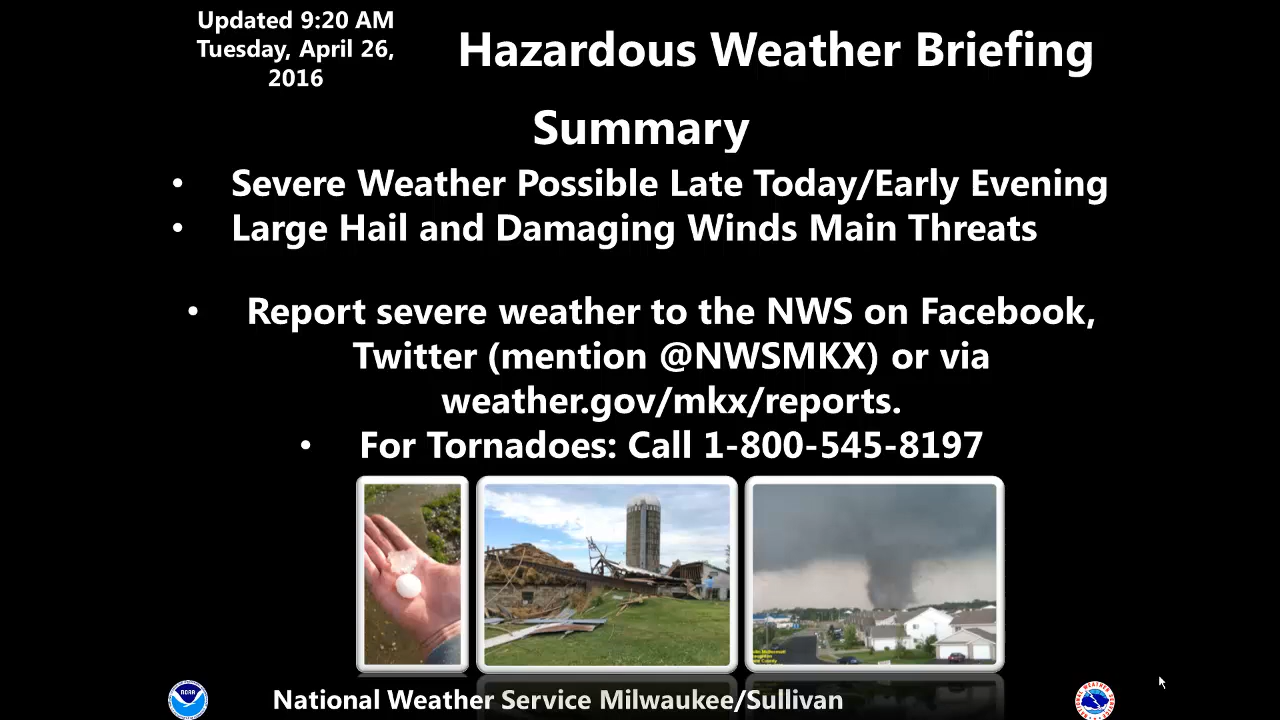 Updated 9:20 AM
Tuesday, April 26,
2016
Hazardous Weather Briefing
Summary
• Severe Weather Possible Late Today/Early Evening
• Large Hail and Damaging Winds Main Threats
• Report severe weather to the NWS on Facebook,
Twitter (mention @NWSMKX) or via
weather.gov/mkx/reports.
• For Tornadoes: Call 1-800-545-8197
National Weather Service Milwaukee/Sullivan
NOAA